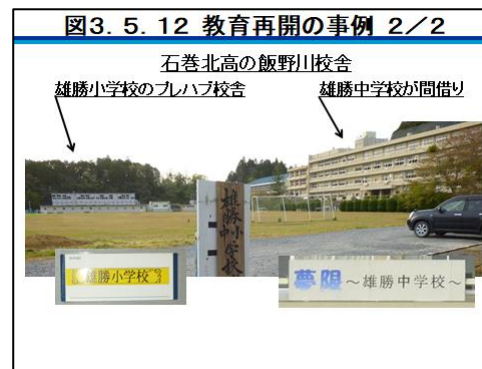 図3．5．12 教育再開の事例 2／2
石巻北高の飯野川校舎
雄勝小学校のプレハブ校舎
雄勝中学校が間借り
雄勝小学校
夢限～雄勝中学校～